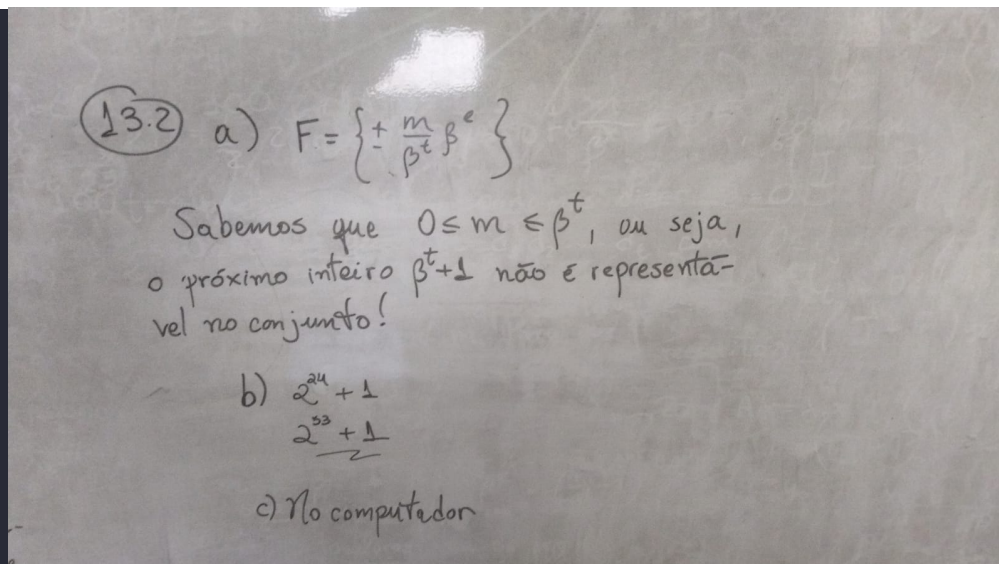 13.2 a) F = { ± m/β^t β^e }
Sabemos que 0 ≤ m ≤ β^t, ou seja,
o próximo inteiro β^t+1 não é representá-
vel no conjunto!
b) 2^24 + 1
2^53 + 1
c) No computador